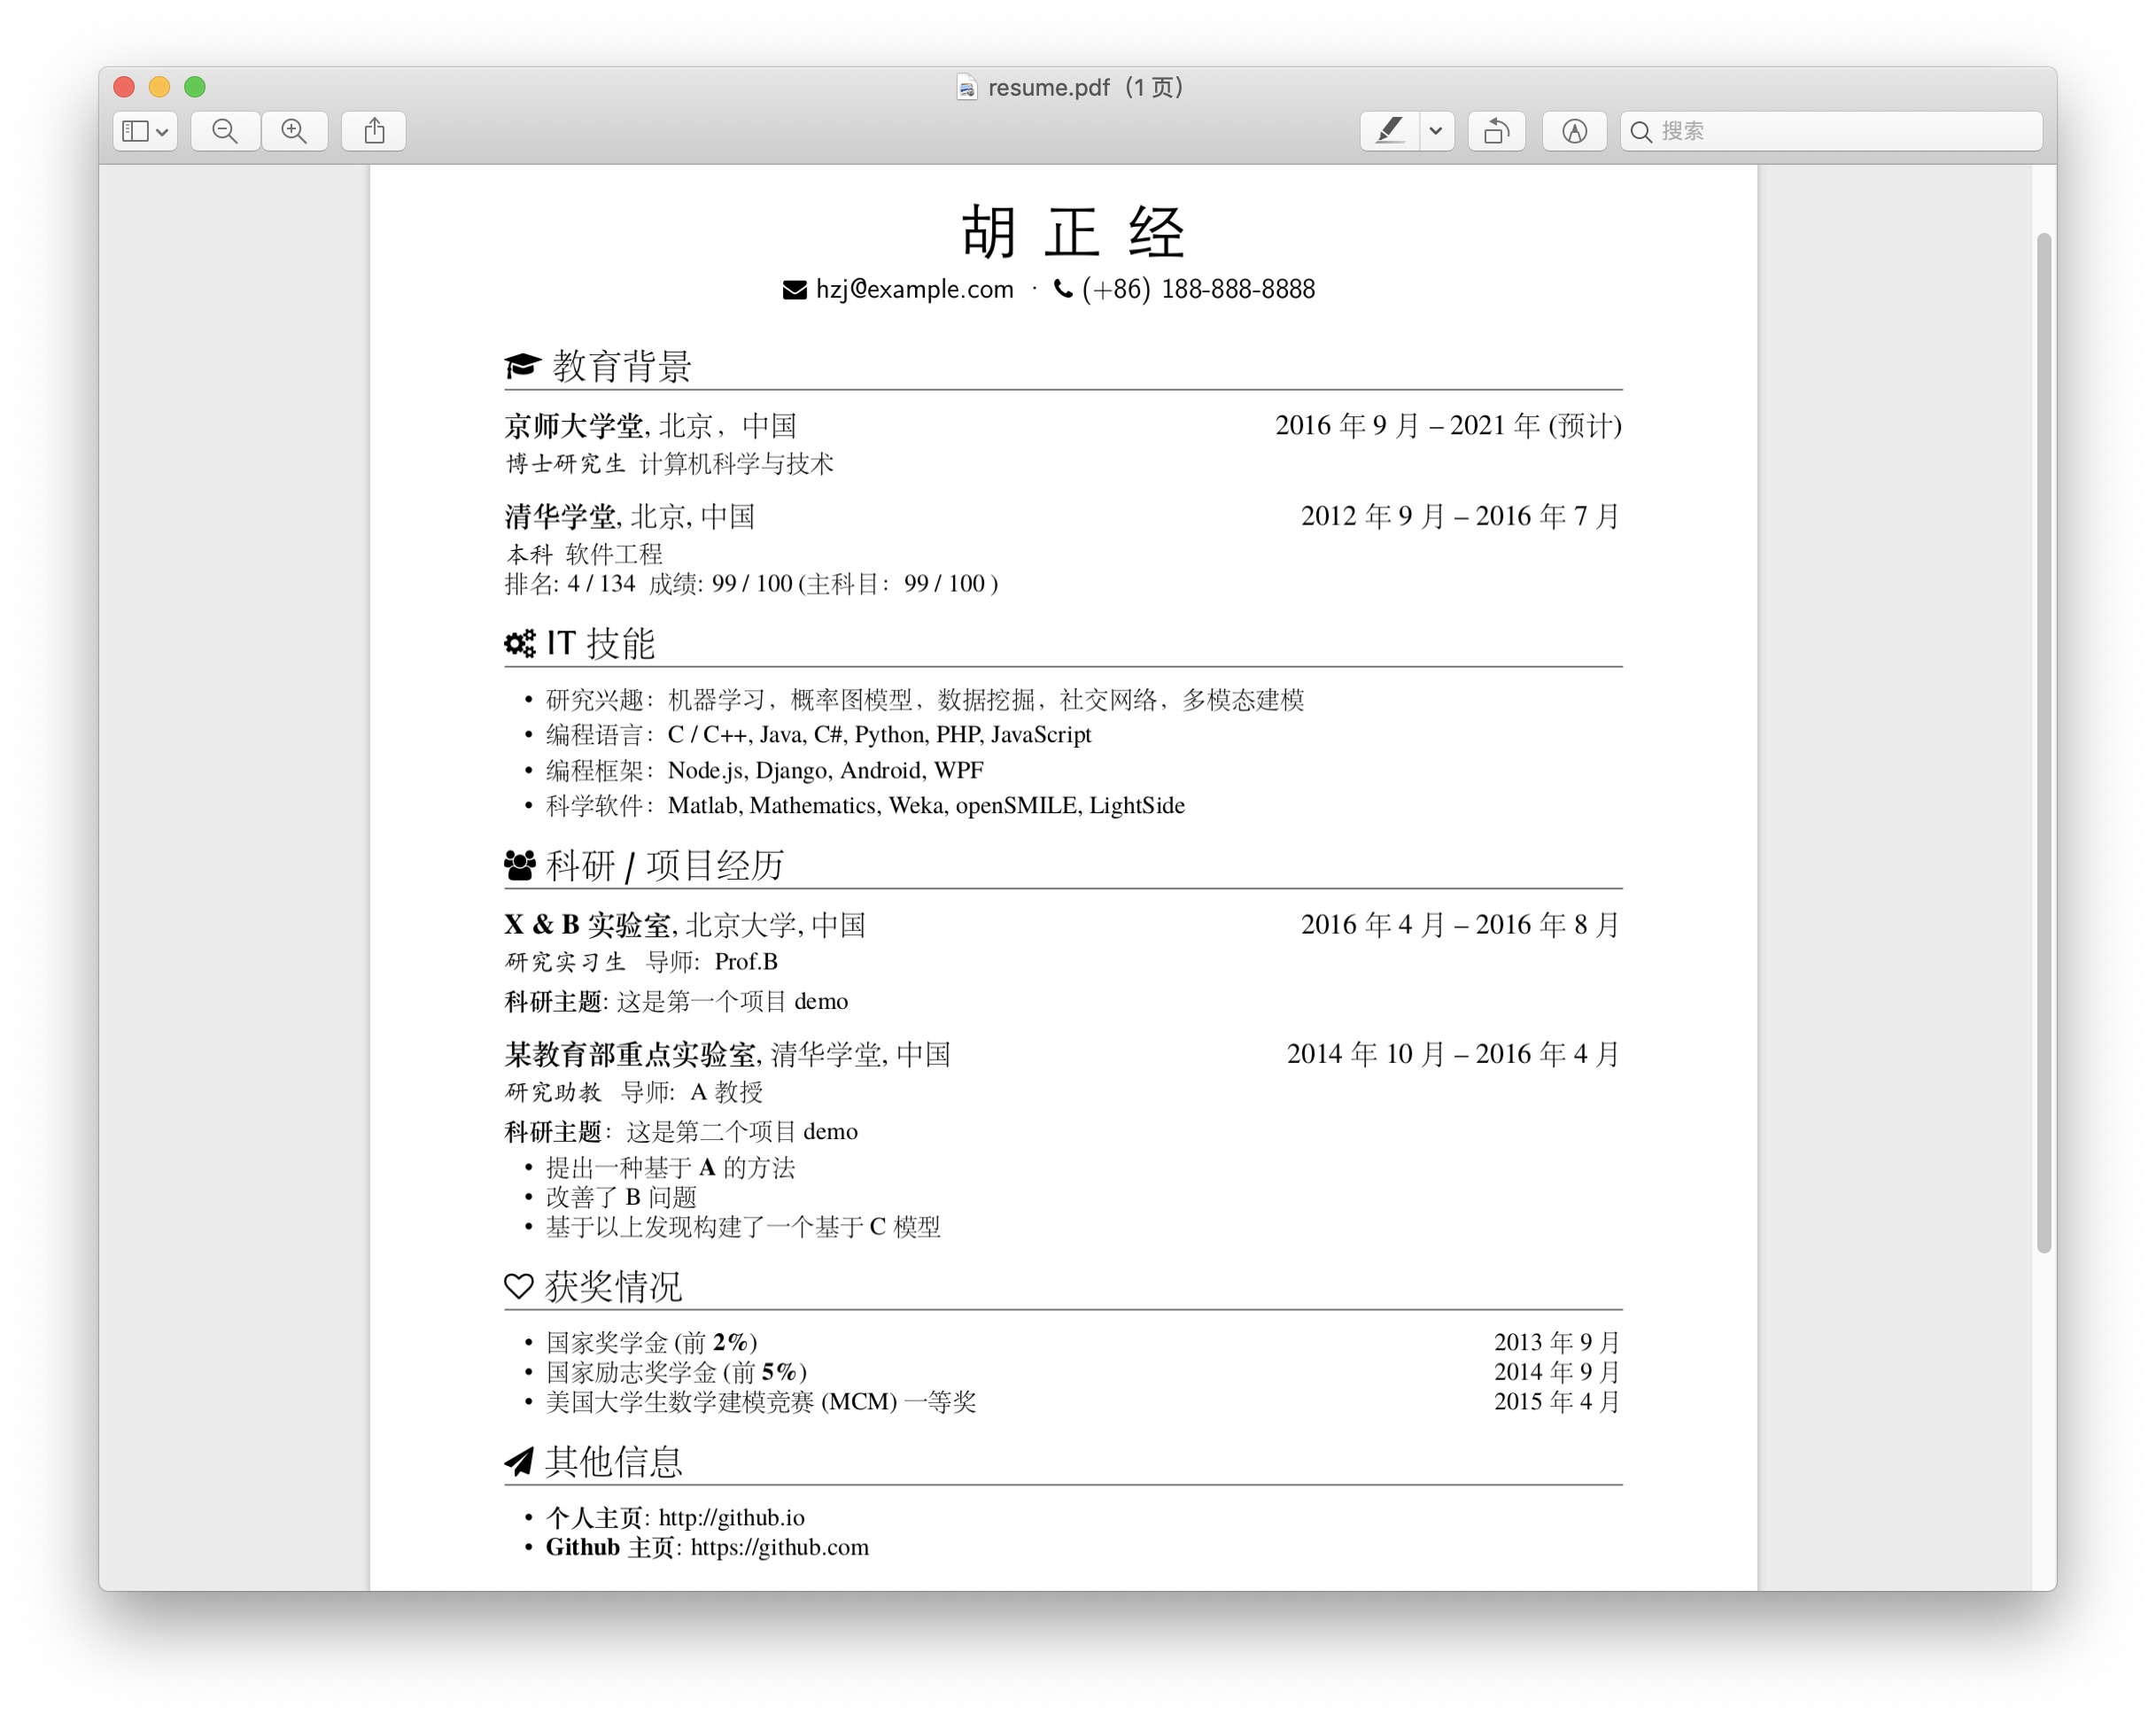 resume.pdf（1 页）
搜索
胡 正 经
hzj@example.com · (+86) 188-888-8888
教育背景
京师大学堂, 北京，中国 2016 年 9 月 – 2021 年 (预计)
博士研究生 计算机科学与技术
清华学堂, 北京, 中国 2012 年 9 月 – 2016 年 7 月
本科 软件工程
排名: 4 / 134 成绩: 99 / 100 (主科目：99 / 100 )
IT 技能
• 研究兴趣：机器学习，概率图模型，数据挖掘，社交网络，多模态建模
• 编程语言：C / C++, Java, C#, Python, PHP, JavaScript
• 编程框架：Node.js, Django, Android, WPF
• 科学软件：Matlab, Mathematics, Weka, openSMILE, LightSide
科研 / 项目经历
X & B 实验室, 北京大学, 中国 2016 年 4 月 – 2016 年 8 月
研究实习生 导师: Prof.B
科研主题: 这是第一个项目 demo
某教育部重点实验室, 清华学堂, 中国 2014 年 10 月 – 2016 年 4 月
研究助教 导师: A 教授
科研主题：这是第二个项目 demo
• 提出一种基于 A 的方法
• 改善了 B 问题
• 基于以上发现构建了一个基于 C 模型
获奖情况
• 国家奖学金 (前 2%) 2013 年 9 月
• 国家励志奖学金 (前 5%) 2014 年 9 月
• 美国大学生数学建模竞赛 (MCM) 一等奖 2015 年 4 月
其他信息
• 个人主页: http://github.io
• Github 主页: https://github.com